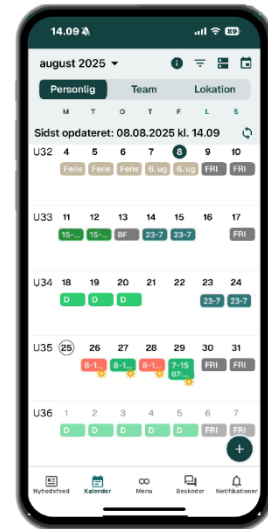 14.09 89
august 2025
Personlig Team Lokation
M T O T F L S
Sidst opdateret: 08.08.2025 kl. 14.09
U32 4 5 6 7 8 9 10
Ferie Ferie Ferie 6. ug 6. ug FRI FRI
U33 11 12 13 14 15 16 17
15-... 15-... BF 23-7 23-7 FRI
U34 18 19 20 21 22 23 24
D D D 23-7 23-7
U35 25 26 27 28 29 30 31
8-1... 8-1... 8-1... 7-15 FRI FRI
07...
U36 1 2 3 4 5 6 7
D D D D D FRI FRI
+
Nyhedsfeed Kalender Menu Beskeder Notifikationer